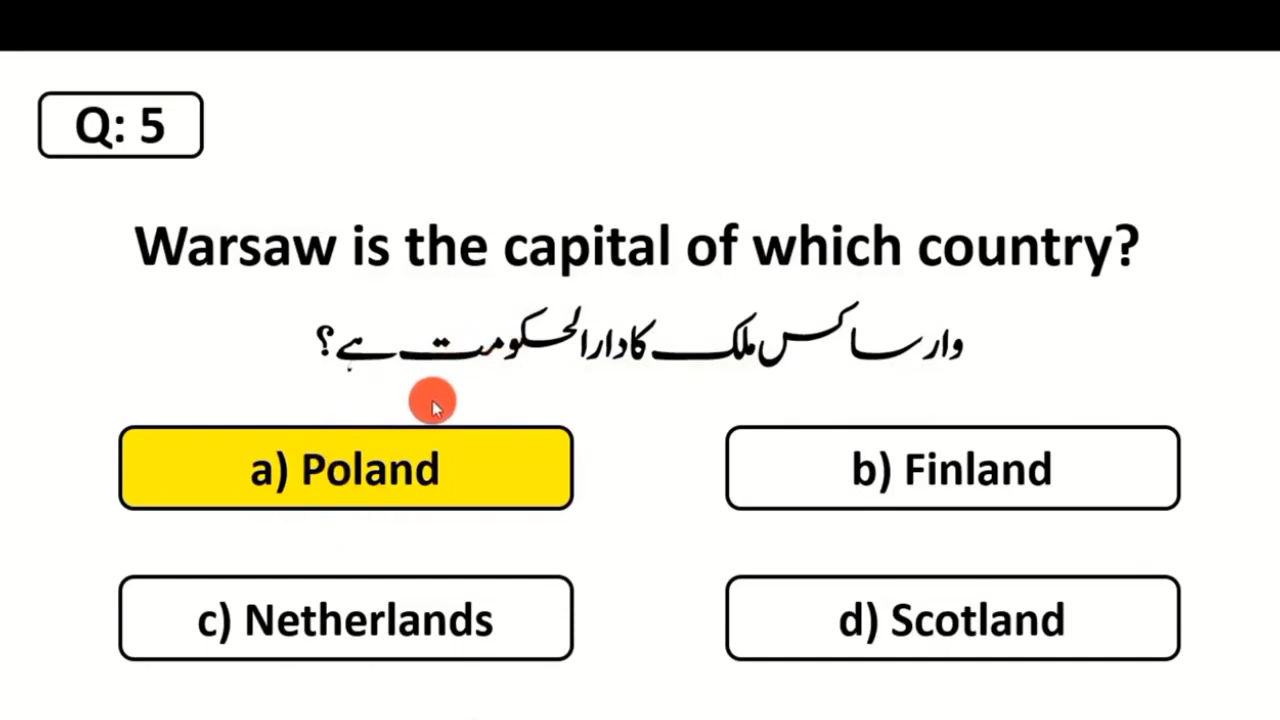 Q: 5
Warsaw is the capital of which country?
وارسا کس ملک کا دارالحکومت ہے؟
a) Poland
b) Finland
c) Netherlands
d) Scotland